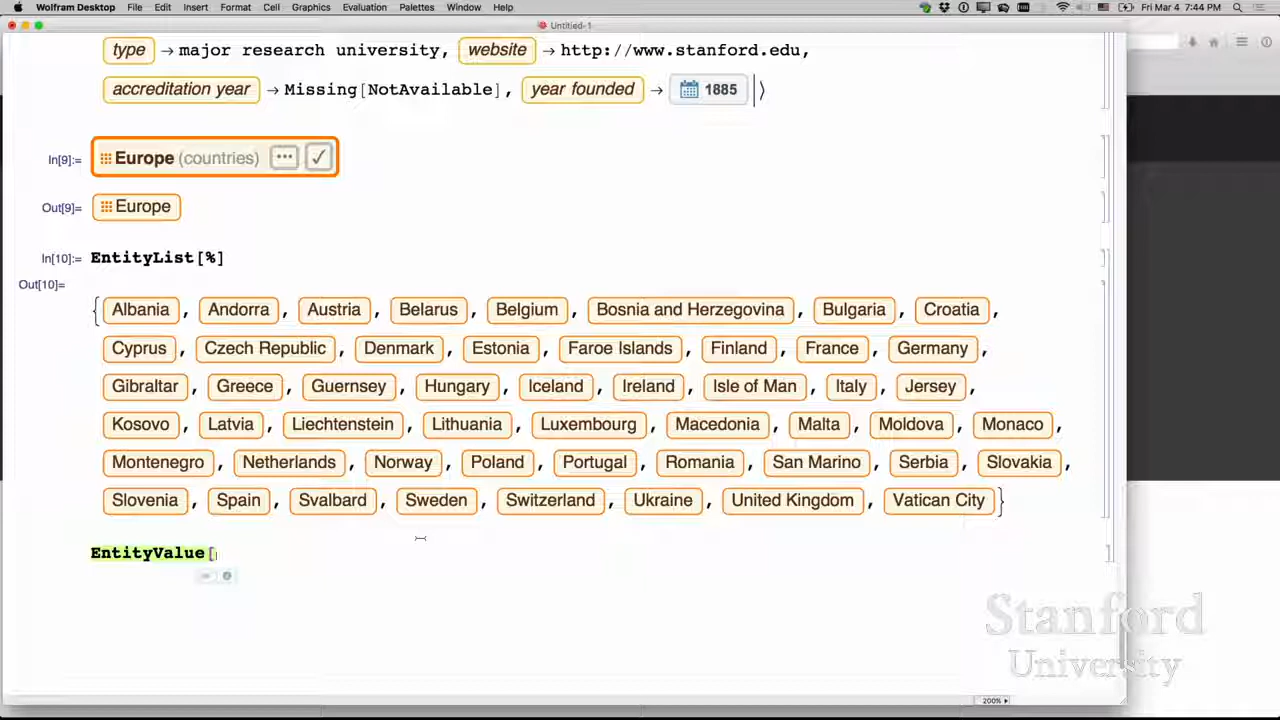 Wolfram Desktop File Edit Insert Format Cell Graphics Evaluation Palettes Window Help Fri Mar 4 7:44 PM
Untitled-1
type → major research university, website → http://www.stanford.edu,
accreditation year → Missing[NotAvailable], year founded → 1885 |⟩
In[9]:= Europe (countries) ... ✓
Out[9]= Europe
In[10]:= EntityList[%]
Out[10]=
{ Albania , Andorra , Austria , Belarus , Belgium , Bosnia and Herzegovina , Bulgaria , Croatia ,
Cyprus , Czech Republic , Denmark , Estonia , Faroe Islands , Finland , France , Germany ,
Gibraltar , Greece , Guernsey , Hungary , Iceland , Ireland , Isle of Man , Italy , Jersey ,
Kosovo , Latvia , Liechtenstein , Lithuania , Luxembourg , Macedonia , Malta , Moldova , Monaco ,
Montenegro , Netherlands , Norway , Poland , Portugal , Romania , San Marino , Serbia , Slovakia ,
Slovenia , Spain , Svalbard , Sweden , Switzerland , Ukraine , United Kingdom , Vatican City }
EntityValue[
Stanford
University
200%